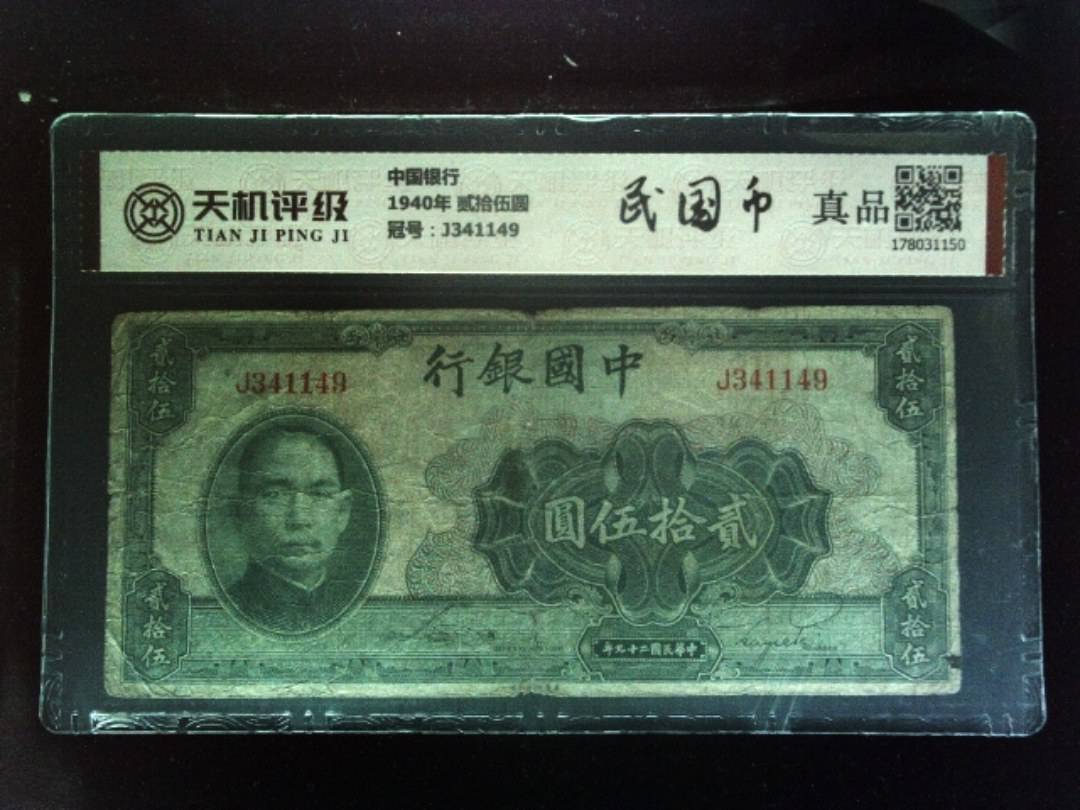 天机评级
TIAN JI PING JI
中国银行
1940年 贰拾伍圆
冠号：J341149
民国币
真品
178031150
貳拾伍
貳拾伍
行銀國中
J341149
J341149
圓伍拾貳
貳拾伍
貳拾伍
年九十二國民華中